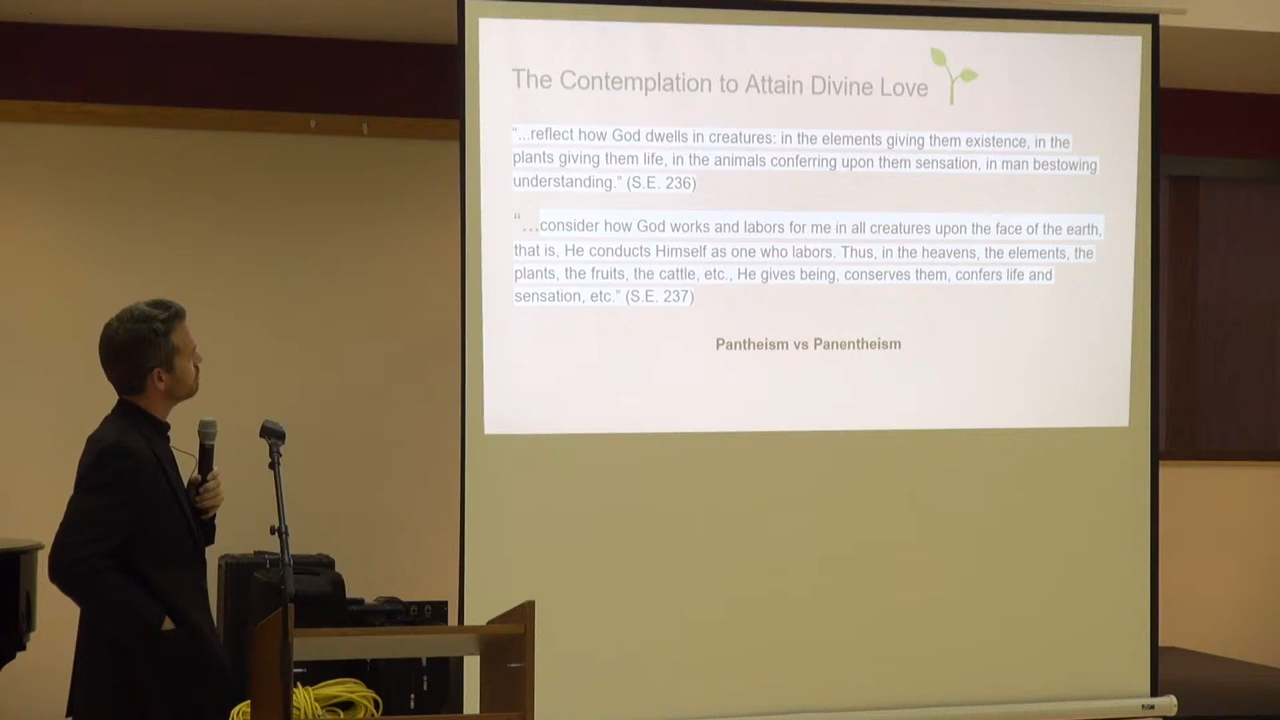 The Contemplation to Attain Divine Love
“...reflect how God dwells in creatures: in the elements giving them existence, in the
plants giving them life, in the animals conferring upon them sensation, in man bestowing
understanding.” (S.E. 236)
“...consider how God works and labors for me in all creatures upon the face of the earth,
that is, He conducts Himself as one who labors. Thus, in the heavens, the elements, the
plants, the fruits, the cattle, etc., He gives being, conserves them, confers life and
sensation, etc.” (S.E. 237)
Pantheism vs Panentheism